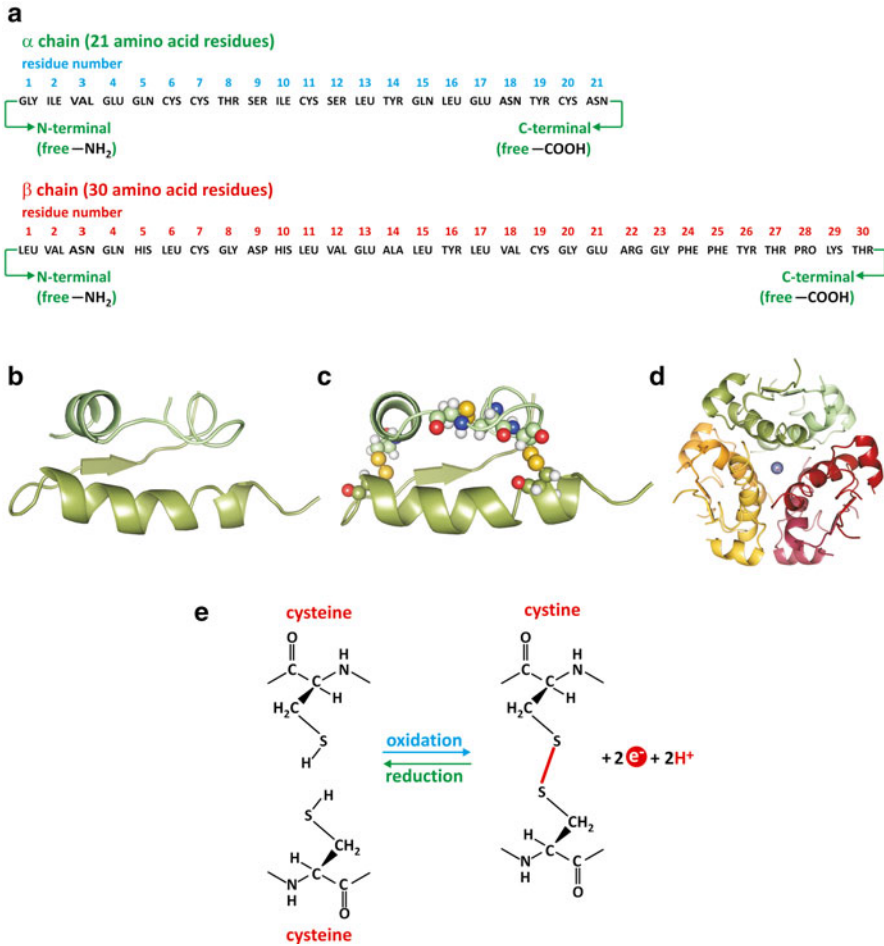 a
α chain (21 amino acid residues)
residue number
1 2 3 4 5 6 7 8 9 10 11 12 13 14 15 16 17 18 19 20 21
GLY ILE VAL GLU GLN CYS CYS THR SER ILE CYS SER LEU TYR GLN LEU GLU ASN TYR CYS ASN
N-terminal C-terminal
(free —NH₂) (free —COOH)
β chain (30 amino acid residues)
residue number
1 2 3 4 5 6 7 8 9 10 11 12 13 14 15 16 17 18 19 20 21 22 23 24 25 26 27 28 29 30
LEU VAL ASN GLN HIS LEU CYS GLY ASP HIS LEU VAL GLU ALA LEU TYR LEU VAL CYS GLY GLU ARG GLY PHE PHE TYR THR PRO LYS THR
N-terminal C-terminal
(free —NH₂) (free —COOH)
b c d
e
cysteine cystine
O O
H H
C N C N
C C
H H
H₂C H₂C
S S
H
oxidation
reduction
+ 2 e⁻ + 2H⁺
H
S S
CH₂ CH₂
H C H C
N C N C
H O H O
cysteine